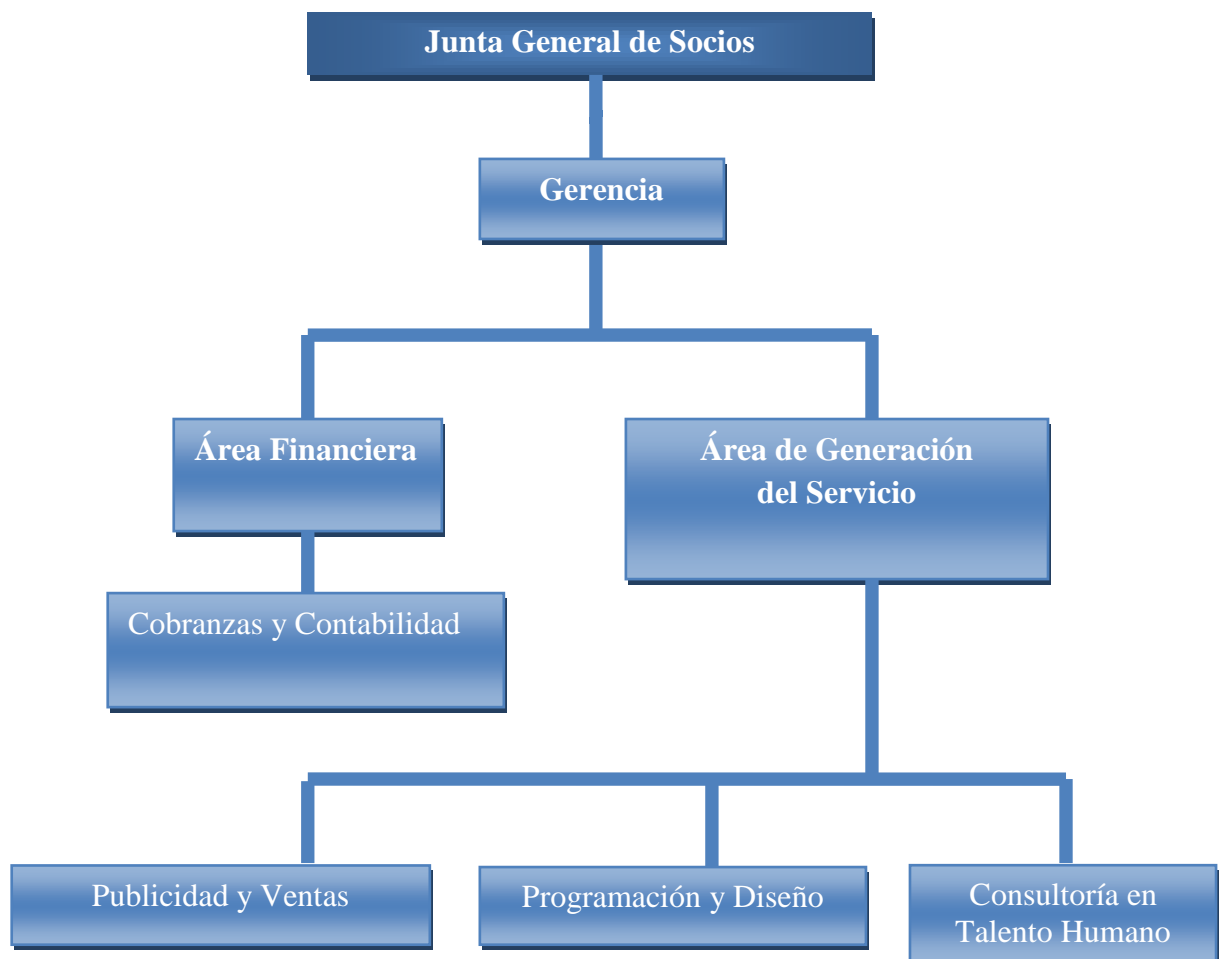 Junta General de Socios
Gerencia
Área Financiera
Área de Generación
del Servicio
Cobranzas y Contabilidad
Publicidad y Ventas
Programación y Diseño
Consultoría en
Talento Humano